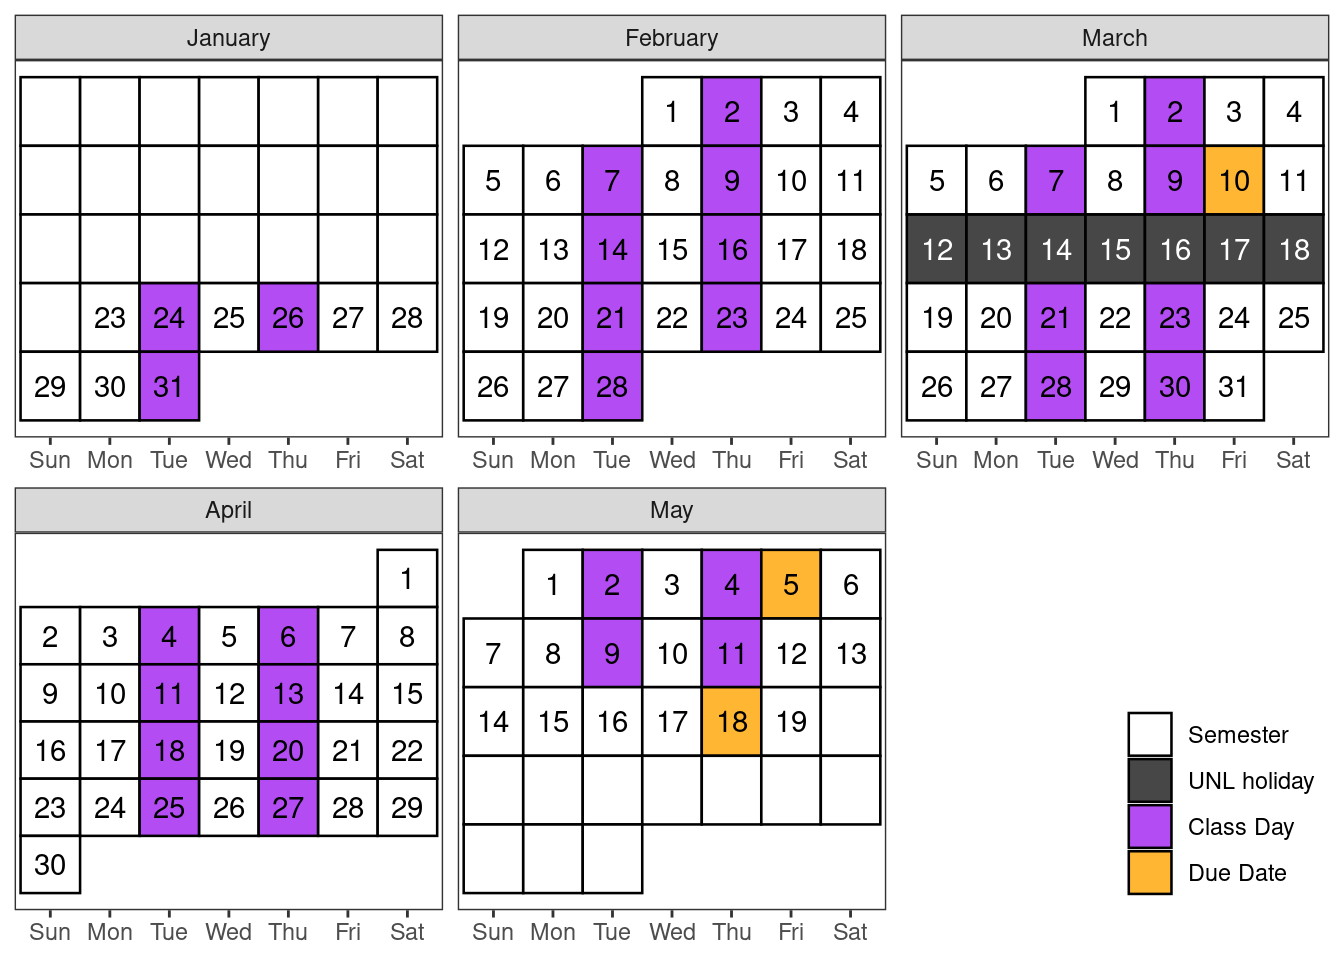 January
23 24 25 26 27 28
29 30 31
Sun Mon Tue Wed Thu Fri Sat
February
1 2 3 4
5 6 7 8 9 10 11
12 13 14 15 16 17 18
19 20 21 22 23 24 25
26 27 28
Sun Mon Tue Wed Thu Fri Sat
March
1 2 3 4
5 6 7 8 9 10 11
12 13 14 15 16 17 18
19 20 21 22 23 24 25
26 27 28 29 30 31
Sun Mon Tue Wed Thu Fri Sat
April
1
2 3 4 5 6 7 8
9 10 11 12 13 14 15
16 17 18 19 20 21 22
23 24 25 26 27 28 29
30
Sun Mon Tue Wed Thu Fri Sat
May
1 2 3 4 5 6
7 8 9 10 11 12 13
14 15 16 17 18 19
Sun Mon Tue Wed Thu Fri Sat
Semester
UNL holiday
Class Day
Due Date